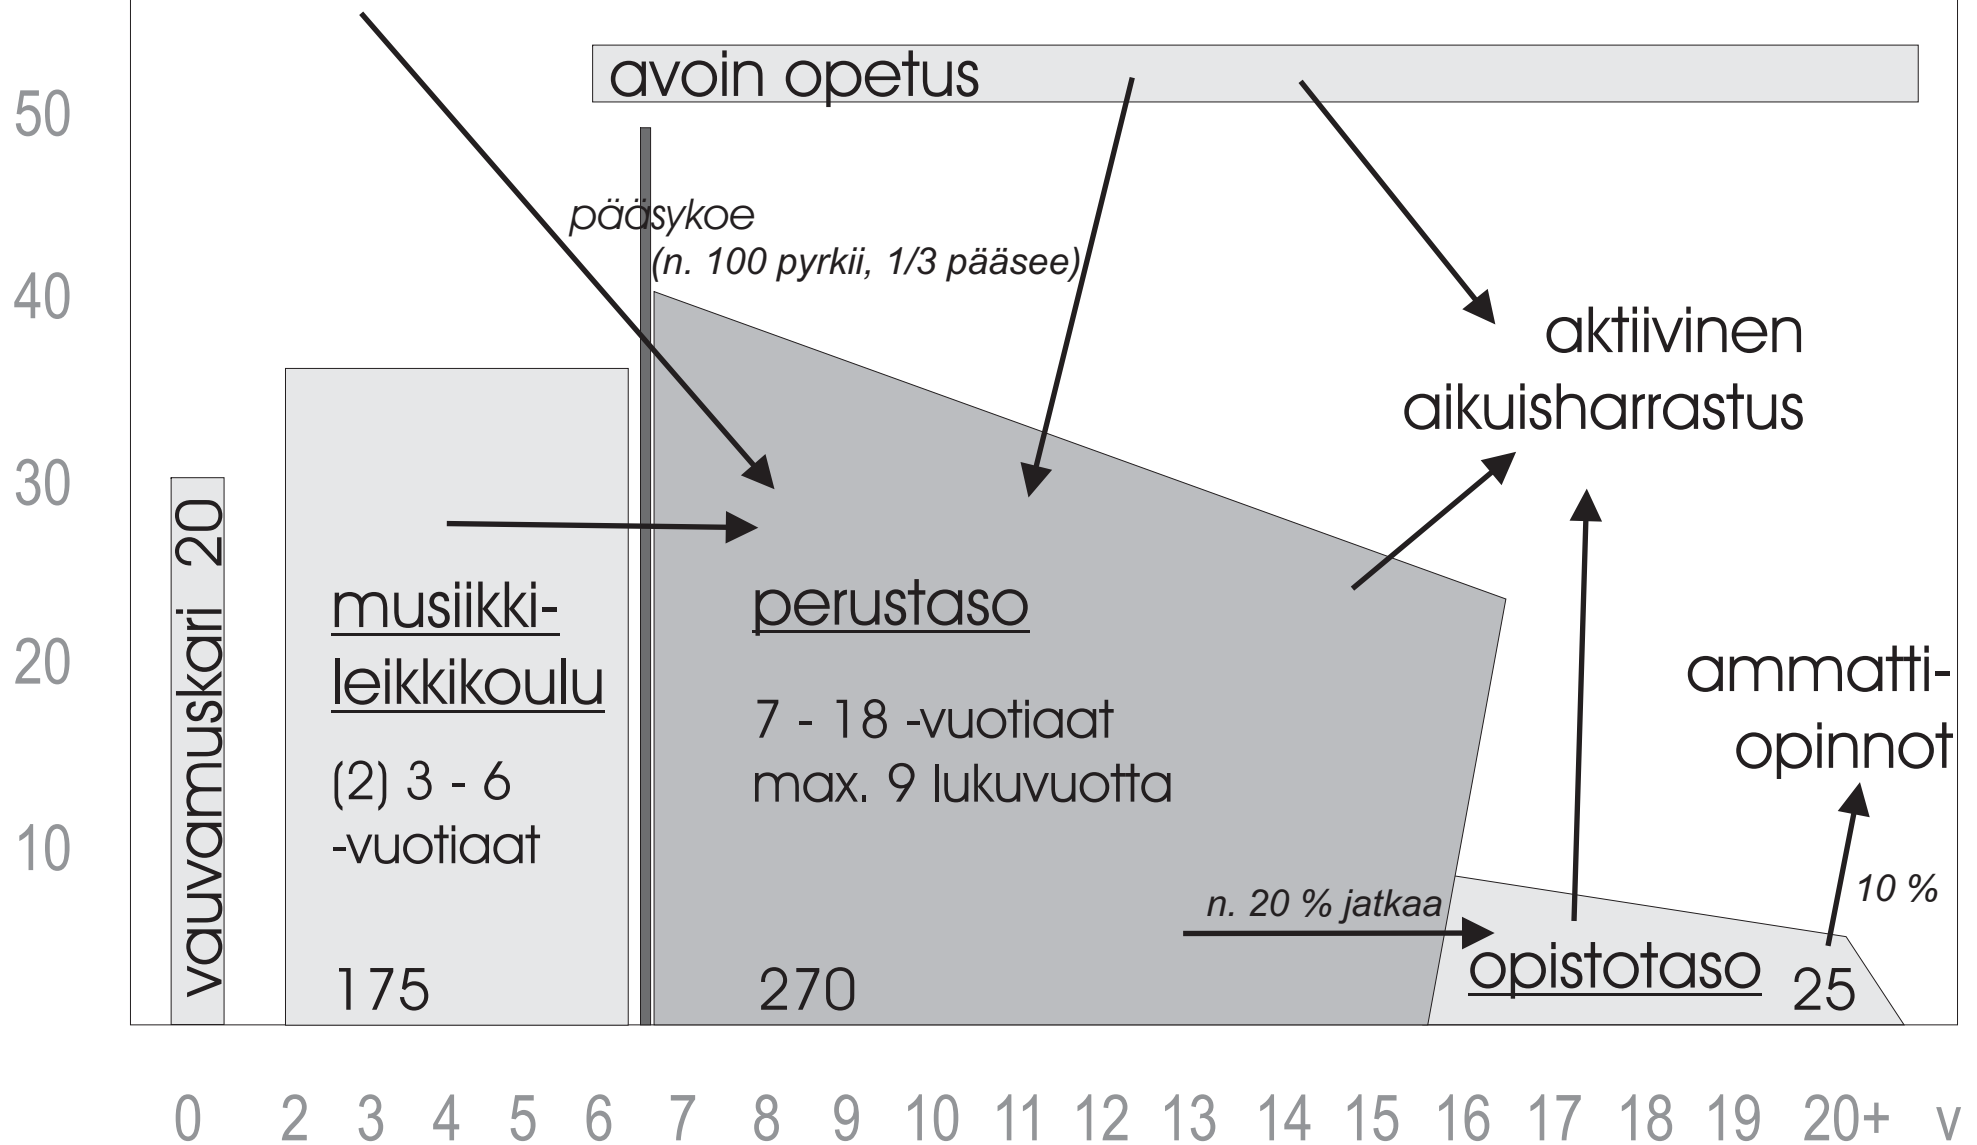 avoin opetus
50
pääsykoe
(n. 100 pyrkii, 1/3 pääsee)
40
aktiivinen
aikuisharrastus
30
vauvamuskari 20
musiikki-
leikkikoulu
(2) 3 - 6
-vuotiaat
175
perustaso
7 - 18 -vuotiaat
max. 9 lukuvuotta
270
20
ammatti-
opinnot
10
10 %
n. 20 % jatkaa
opistotaso 25
0 2 3 4 5 6 7 8 9 10 11 12 13 14 15 16 17 18 19 20+ v